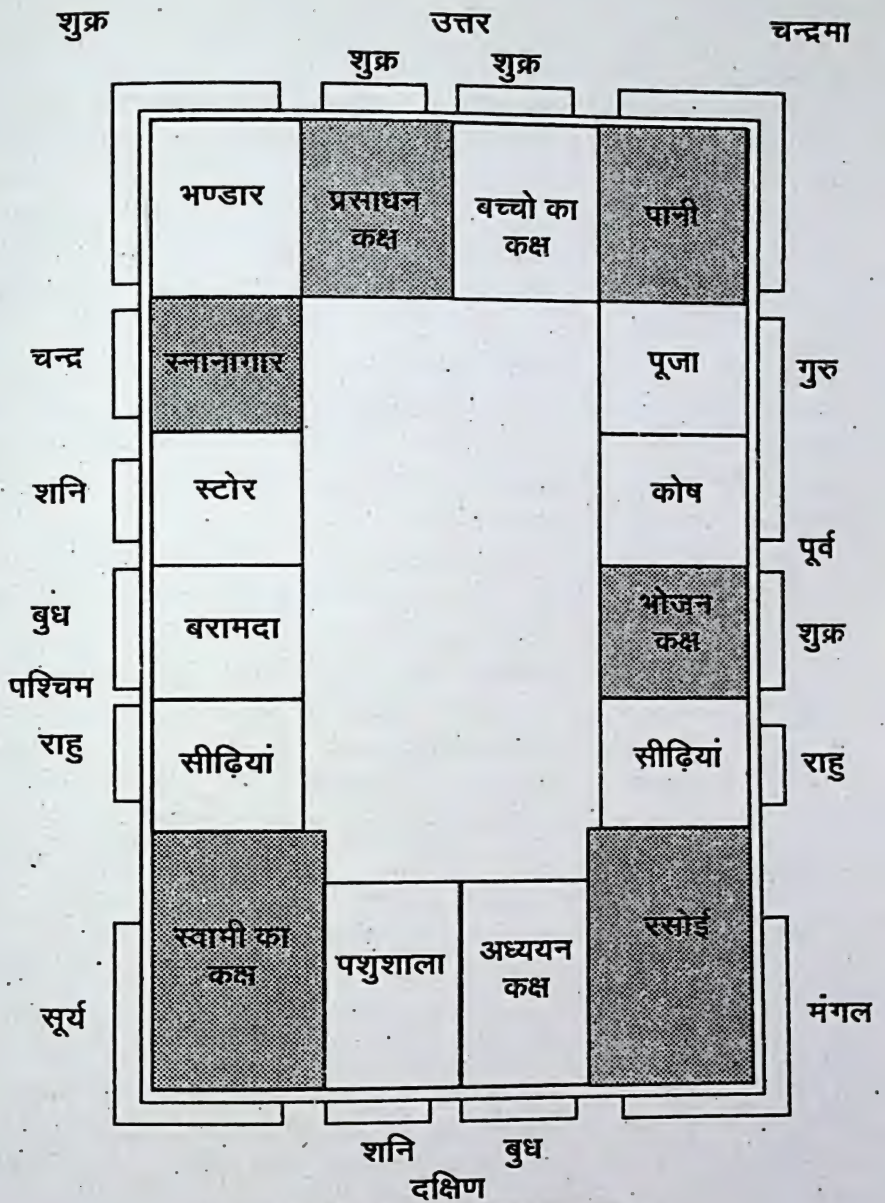 शुक्र
उत्तर
चन्द्रमा
शुक्र
शुक्र
भण्डार
प्रसाधन
कक्ष
बच्चो का
कक्ष
पानी
चन्द्र
स्नानागार
पूजा
गुरु
शनि
स्टोर
कोष
पूर्व
बुध
बरामदा
भोजन
कक्ष
शुक्र
पश्चिम
राहु
सीढ़ियां
सीढ़ियां
राहु
स्वामी का
कक्ष
पशुशाला
अध्ययन
कक्ष
रसोई
सूर्य
मंगल
शनि
बुध
दक्षिण